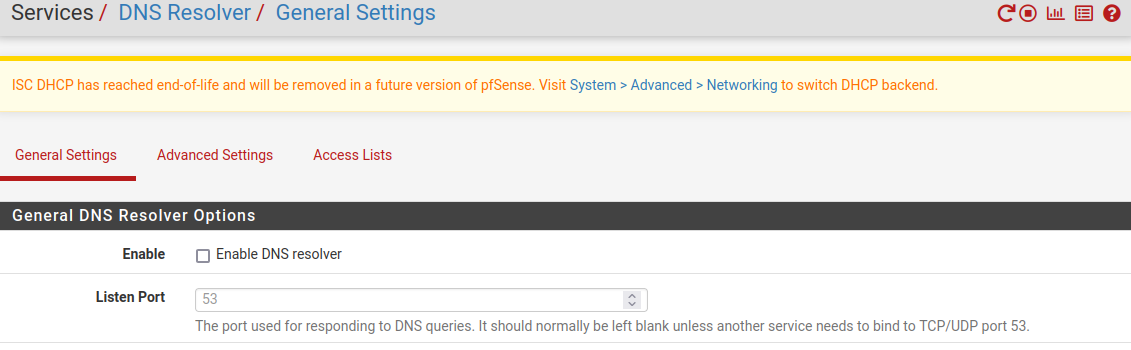 Services / DNS Resolver / General Settings
ISC DHCP has reached end-of-life and will be removed in a future version of pfSense. Visit System > Advanced > Networking to switch DHCP backend.
General Settings Advanced Settings Access Lists
General DNS Resolver Options
Enable Enable DNS resolver
Listen Port 53
The port used for responding to DNS queries. It should normally be left blank unless another service needs to bind to TCP/UDP port 53.